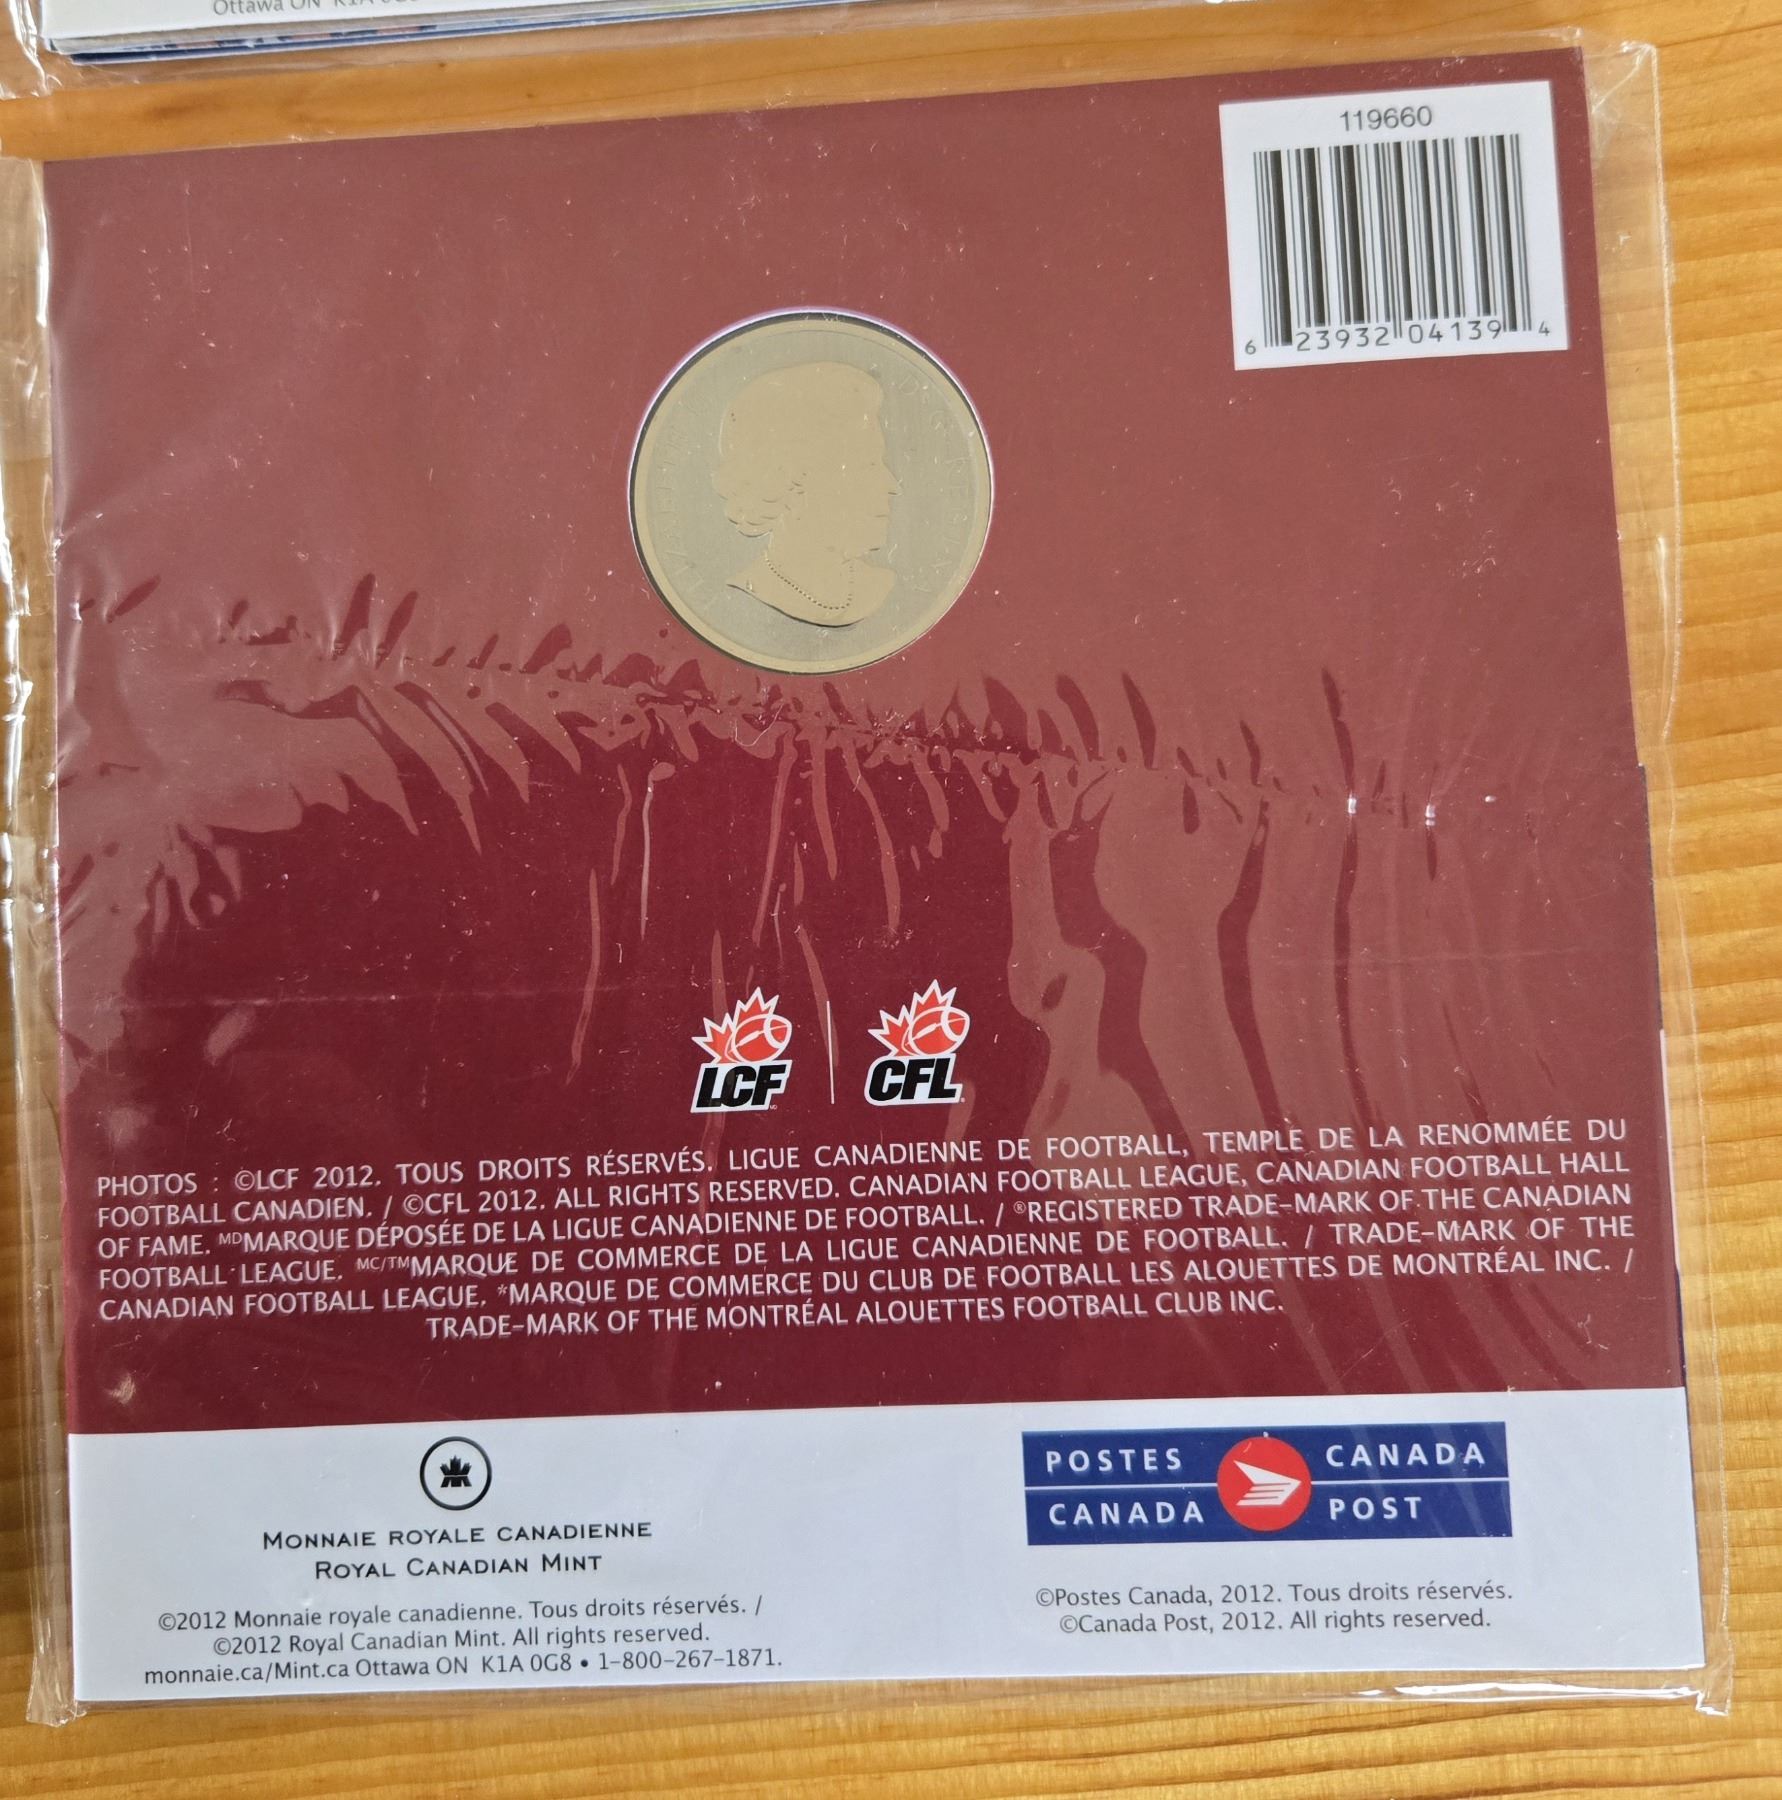 Ottawa ON K1A
119660
6 23932 04139 4
D•G•REGINA
LCF
CFL
PHOTOS : ©LCF 2012. TOUS DROITS RÉSERVÉS. LIGUE CANADIENNE DE FOOTBALL, TEMPLE DE LA RENOMMÉE DU
FOOTBALL CANADIEN. / ©CFL 2012. ALL RIGHTS RESERVED. CANADIAN FOOTBALL LEAGUE, CANADIAN FOOTBALL HALL
OF FAME. MDMARQUE DÉPOSÉE DE LA LIGUE CANADIENNE DE FOOTBALL. / ®REGISTERED TRADE-MARK OF THE CANADIAN
FOOTBALL LEAGUE. MC/TMMARQUE DE COMMERCE DE LA LIGUE CANADIENNE DE FOOTBALL. / TRADE-MARK OF THE
CANADIAN FOOTBALL LEAGUE. *MARQUE DE COMMERCE DU CLUB DE FOOTBALL LES ALOUETTES DE MONTRÉAL INC. /
TRADE-MARK OF THE MONTRÉAL ALOUETTES FOOTBALL CLUB INC.
MONNAIE ROYALE CANADIENNE
ROYAL CANADIAN MINT
©2012 Monnaie royale canadienne. Tous droits réservés. /
©2012 Royal Canadian Mint. All rights reserved.
monnaie.ca/Mint.ca Ottawa ON K1A 0G8 • 1-800-267-1871.
POSTES CANADA
CANADA POST
©Postes Canada, 2012. Tous droits réservés.
©Canada Post, 2012. All rights reserved.